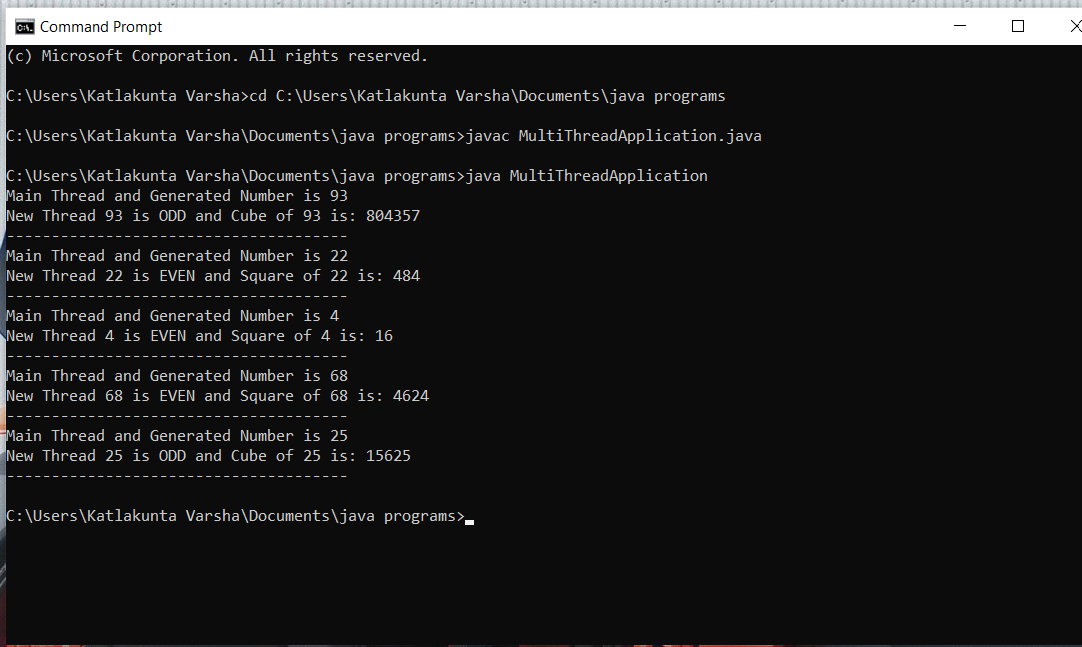 Command Prompt
(c) Microsoft Corporation. All rights reserved.
C:\Users\Katlakunta Varsha>cd C:\Users\Katlakunta Varsha\Documents\java programs
C:\Users\Katlakunta Varsha\Documents\java programs>javac MultiThreadApplication.java
C:\Users\Katlakunta Varsha\Documents\java programs>java MultiThreadApplication
Main Thread and Generated Number is 93
New Thread 93 is ODD and Cube of 93 is: 804357
--------------------------------------
Main Thread and Generated Number is 22
New Thread 22 is EVEN and Square of 22 is: 484
--------------------------------------
Main Thread and Generated Number is 4
New Thread 4 is EVEN and Square of 4 is: 16
--------------------------------------
Main Thread and Generated Number is 68
New Thread 68 is EVEN and Square of 68 is: 4624
--------------------------------------
Main Thread and Generated Number is 25
New Thread 25 is ODD and Cube of 25 is: 15625
--------------------------------------
C:\Users\Katlakunta Varsha\Documents\java programs>